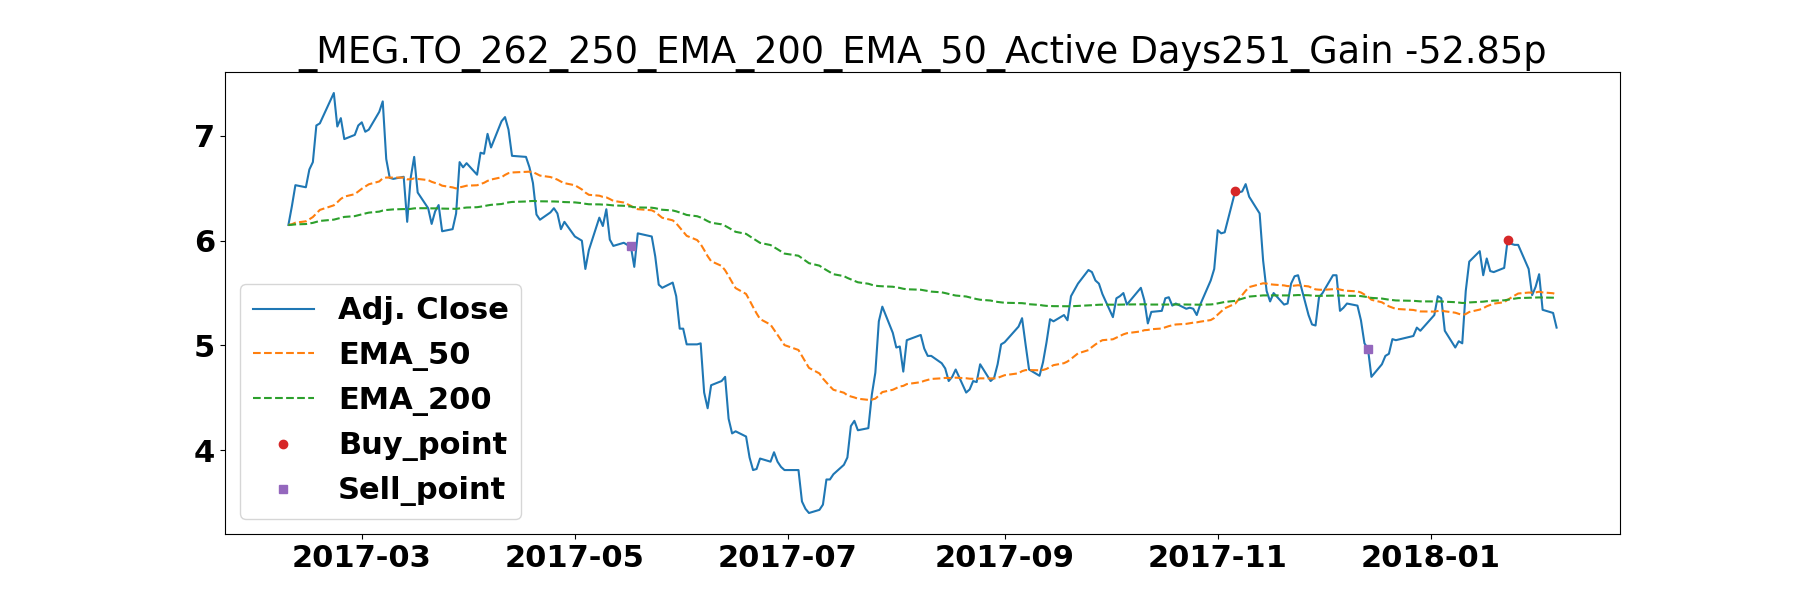 _MEG.TO_262_250_EMA_200_EMA_50_Active Days251_Gain -52.85p
7
6
5
4
Adj. Close
EMA_50
EMA_200
Buy_point
Sell_point
2017-03 2017-05 2017-07 2017-09 2017-11 2018-01